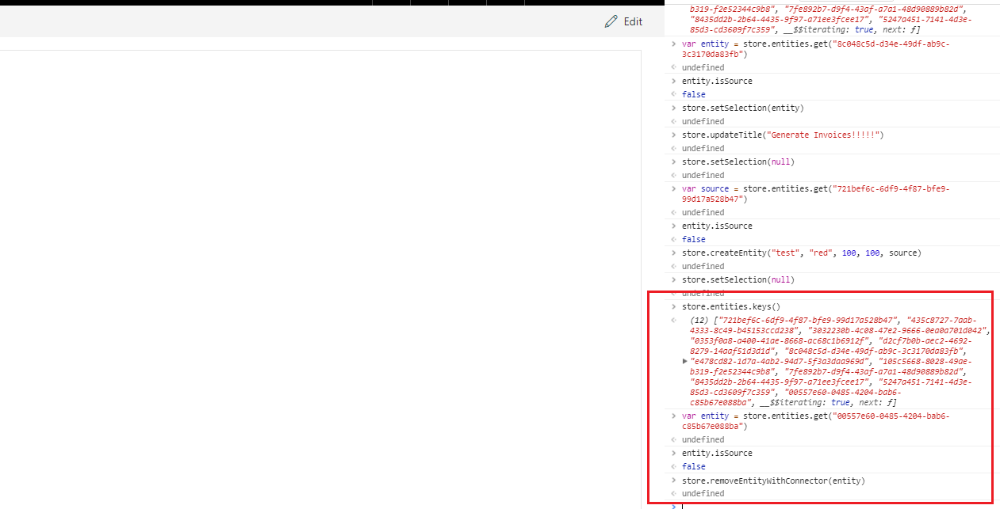 Edit
b319-f2e52344c9b8", "7fe892b7-d9f4-43af-a7a1-48d90889b82d",
"8435dd2b-2b64-4435-9f97-a71ee3fcee17", "5247a451-7141-4d3e-
85d3-cd3609f7c359", __$$iterating: true, next: ƒ]
> var entity = store.entities.get("8c048c5d-d34e-49df-ab9c-
3c3170da83fb")
undefined
> entity.isSource
false
> store.setSelection(entity)
undefined
> store.updateTitle("Generate Invoices!!!!!")
undefined
> store.setSelection(null)
undefined
> var source = store.entities.get("721bef6c-6df9-4f87-bfe9-
99d17a528b47")
undefined
> entity.isSource
false
> store.createEntity("test", "red", 100, 100, source)
undefined
> store.setSelection(null)
undefined
> store.entities.keys()
(12) ["721bef6c-6df9-4f87-bfe9-99d17a528b47", "435c8727-7aab-
4333-8c49-b45153ccd238", "3032230b-4c08-47e2-9666-0ea0a701d042",
"0353f0a8-a400-41ae-8668-ac68c1b6912f", "d2cf7b0b-aec2-4692-
8279-14aaf51d3d1d", "8c048c5d-d34e-49df-ab9c-3c3170da83fb",
"e478cd82-1d7a-4ab2-94d7-5f3a3daa969d", "105c5668-8028-49ae-
b319-f2e52344c9b8", "7fe892b7-d9f4-43af-a7a1-48d90889b82d",
"8435dd2b-2b64-4435-9f97-a71ee3fcee17", "5247a451-7141-4d3e-
85d3-cd3609f7c359", "00557e60-0485-4204-bab6-
c85b67e088ba", __$$iterating: true, next: ƒ]
> var entity = store.entities.get("00557e60-0485-4204-bab6-
c85b67e088ba")
undefined
> entity.isSource
false
> store.removeEntityWithConnector(entity)
undefined